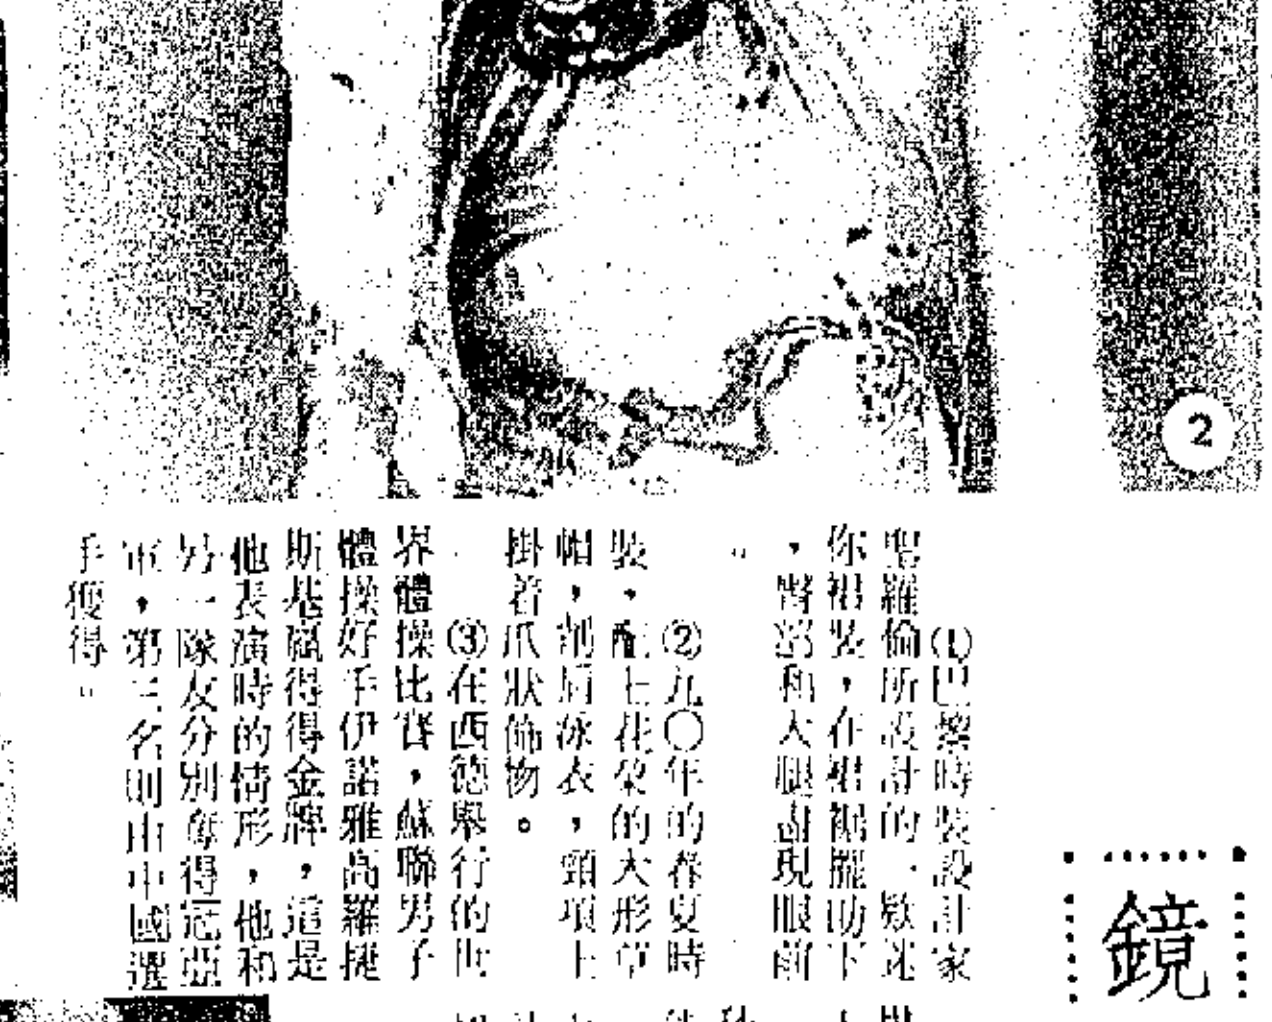 2
鏡
⑴巴黎時裝設計家
聖羅倫所設計的一款迷
你裙裝,在裙裾擺動下
,臀部和大腿盡現眼前
。
②九〇年的春夏時
裝,配上花朵的大形草
帽,削肩泳衣,頸項上
掛着爪狀飾物。
③在西德舉行的世
界體操比賽,蘇聯男子
體操好手伊諾雅高羅捷
斯基贏得得金牌,這是
他表演時的情形,他和
另一隊友分別奪得冠亞
軍,第三名則由中國選
手獲得。